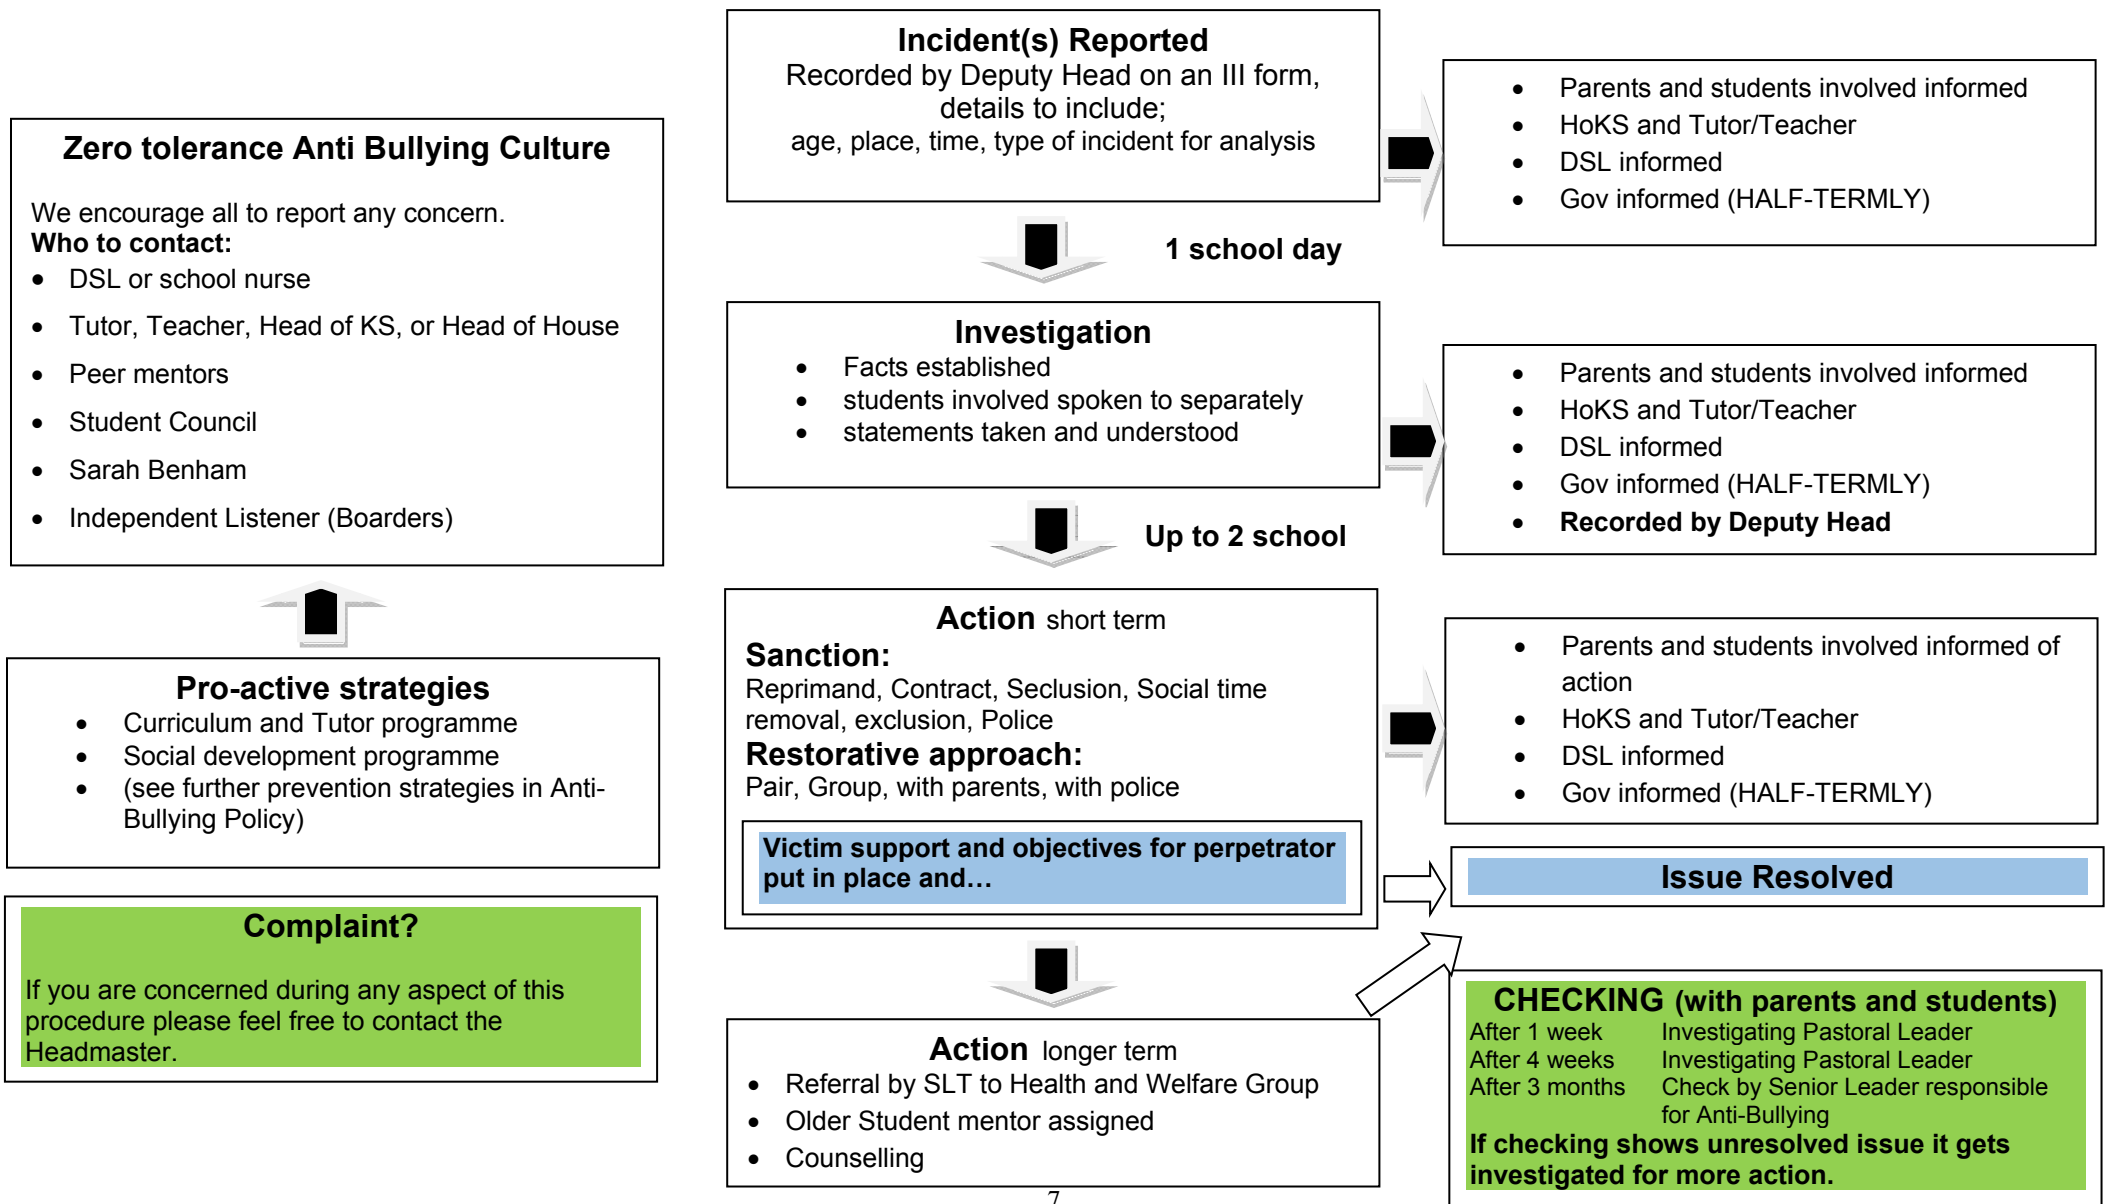 Zero tolerance Anti Bullying Culture
We encourage all to report any concern.
Who to contact:
• DSL or school nurse
• Tutor, Teacher, Head of KS, or Head of House
• Peer mentors
• Student Council
• Sarah Benham
• Independent Listener (Boarders)
Pro-active strategies
• Curriculum and Tutor programme
• Social development programme
• (see further prevention strategies in Anti-
Bullying Policy)
Complaint?
If you are concerned during any aspect of this
procedure please feel free to contact the
Headmaster.
Incident(s) Reported
Recorded by Deputy Head on an III form,
details to include;
age, place, time, type of incident for analysis
1 school day
Investigation
• Facts established
• students involved spoken to separately
• statements taken and understood
Up to 2 school
Action short term
Sanction:
Reprimand, Contract, Seclusion, Social time
removal, exclusion, Police
Restorative approach:
Pair, Group, with parents, with police
Victim support and objectives for perpetrator
put in place and…
Action longer term
• Referral by SLT to Health and Welfare Group
• Older Student mentor assigned
• Counselling
• Parents and students involved informed
• HoKS and Tutor/Teacher
• DSL informed
• Gov informed (HALF-TERMLY)
• Parents and students involved informed
• HoKS and Tutor/Teacher
• DSL informed
• Gov informed (HALF-TERMLY)
• Recorded by Deputy Head
• Parents and students involved informed of
action
• HoKS and Tutor/Teacher
• DSL informed
• Gov informed (HALF-TERMLY)
Issue Resolved
CHECKING (with parents and students)
After 1 week Investigating Pastoral Leader
After 4 weeks Investigating Pastoral Leader
After 3 months Check by Senior Leader responsible
for Anti-Bullying
If checking shows unresolved issue it gets
investigated for more action.
7